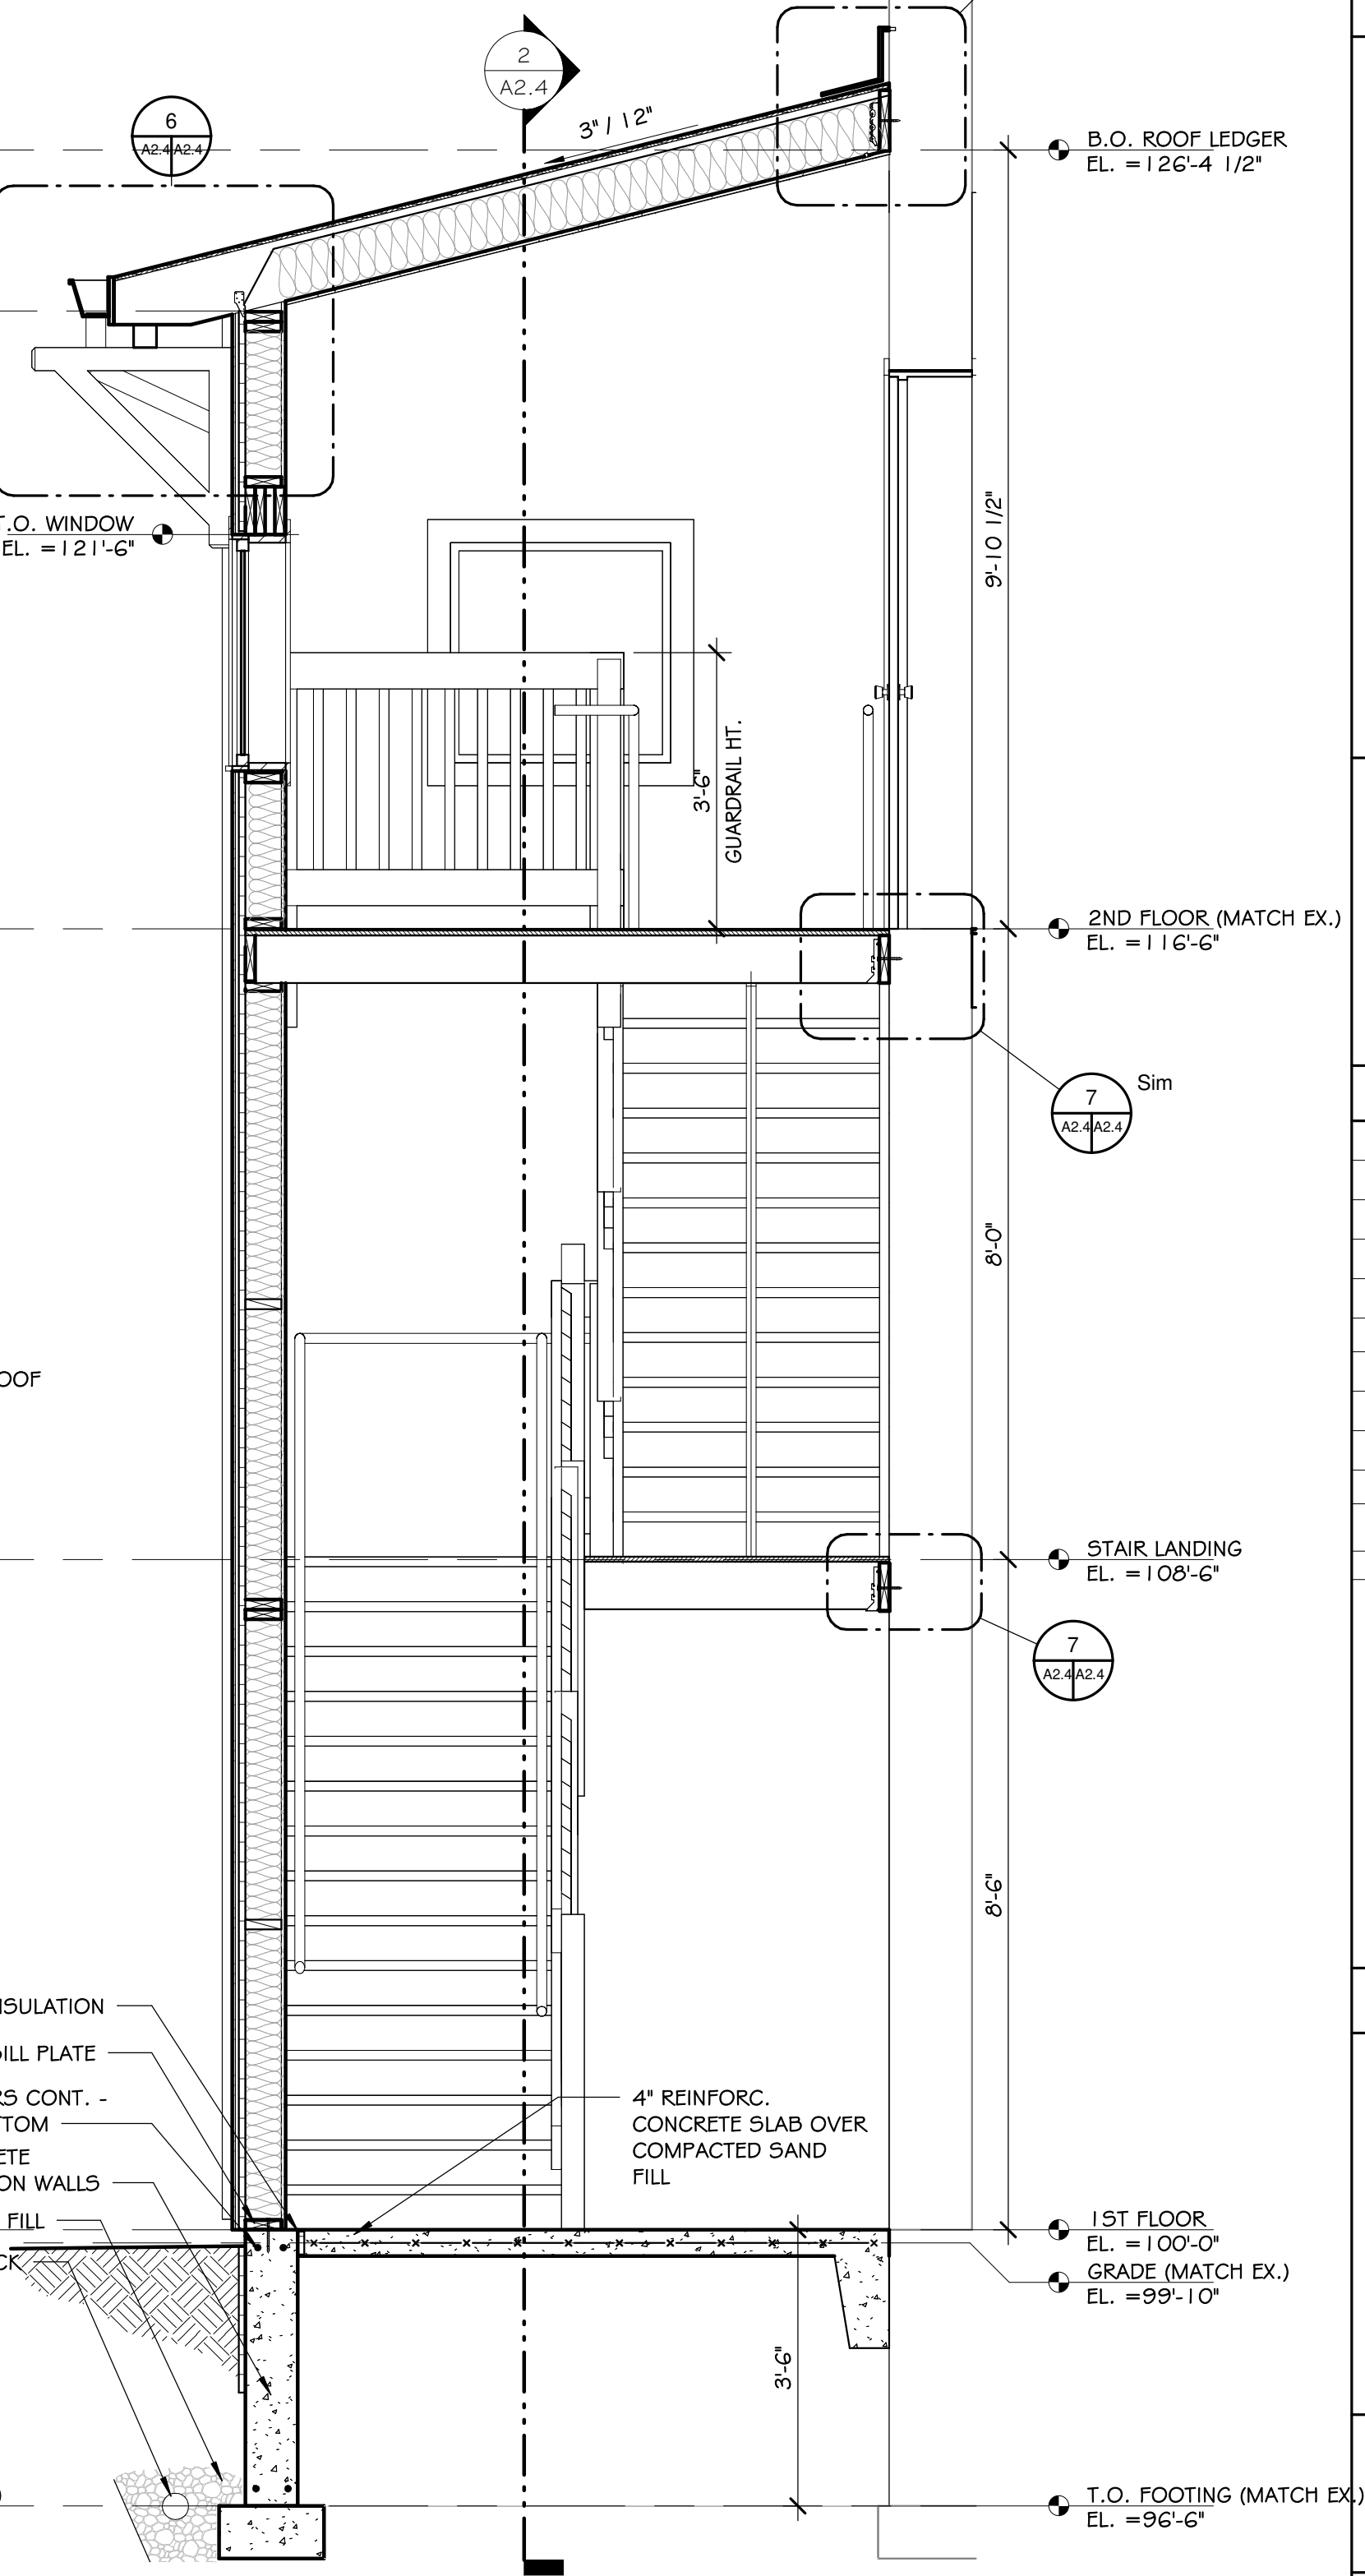 2
A2.4
6
A2.4 A2.4
3" / 12"
B.O. ROOF LEDGER
EL. =126'-4 1/2"
T.O. WINDOW
EL. =121'-6"
9'-10 1/2"
3'-6"
GUARDRAIL HT.
2ND FLOOR (MATCH EX.)
EL. =116'-6"
7
A2.4 A2.4
Sim
8'-0"
OOF
STAIR LANDING
EL. =108'-6"
7
A2.4 A2.4
8'-6"
NSULATION
SILL PLATE
RS CONT. -
TTOM
ETE
ON WALLS
FILL
CK
4" REINFORC.
CONCRETE SLAB OVER
COMPACTED SAND
FILL
1ST FLOOR
EL. =100'-0"
GRADE (MATCH EX.)
EL. =99'-10"
3'-6"
T.O. FOOTING (MATCH EX.)
EL. =96'-6"